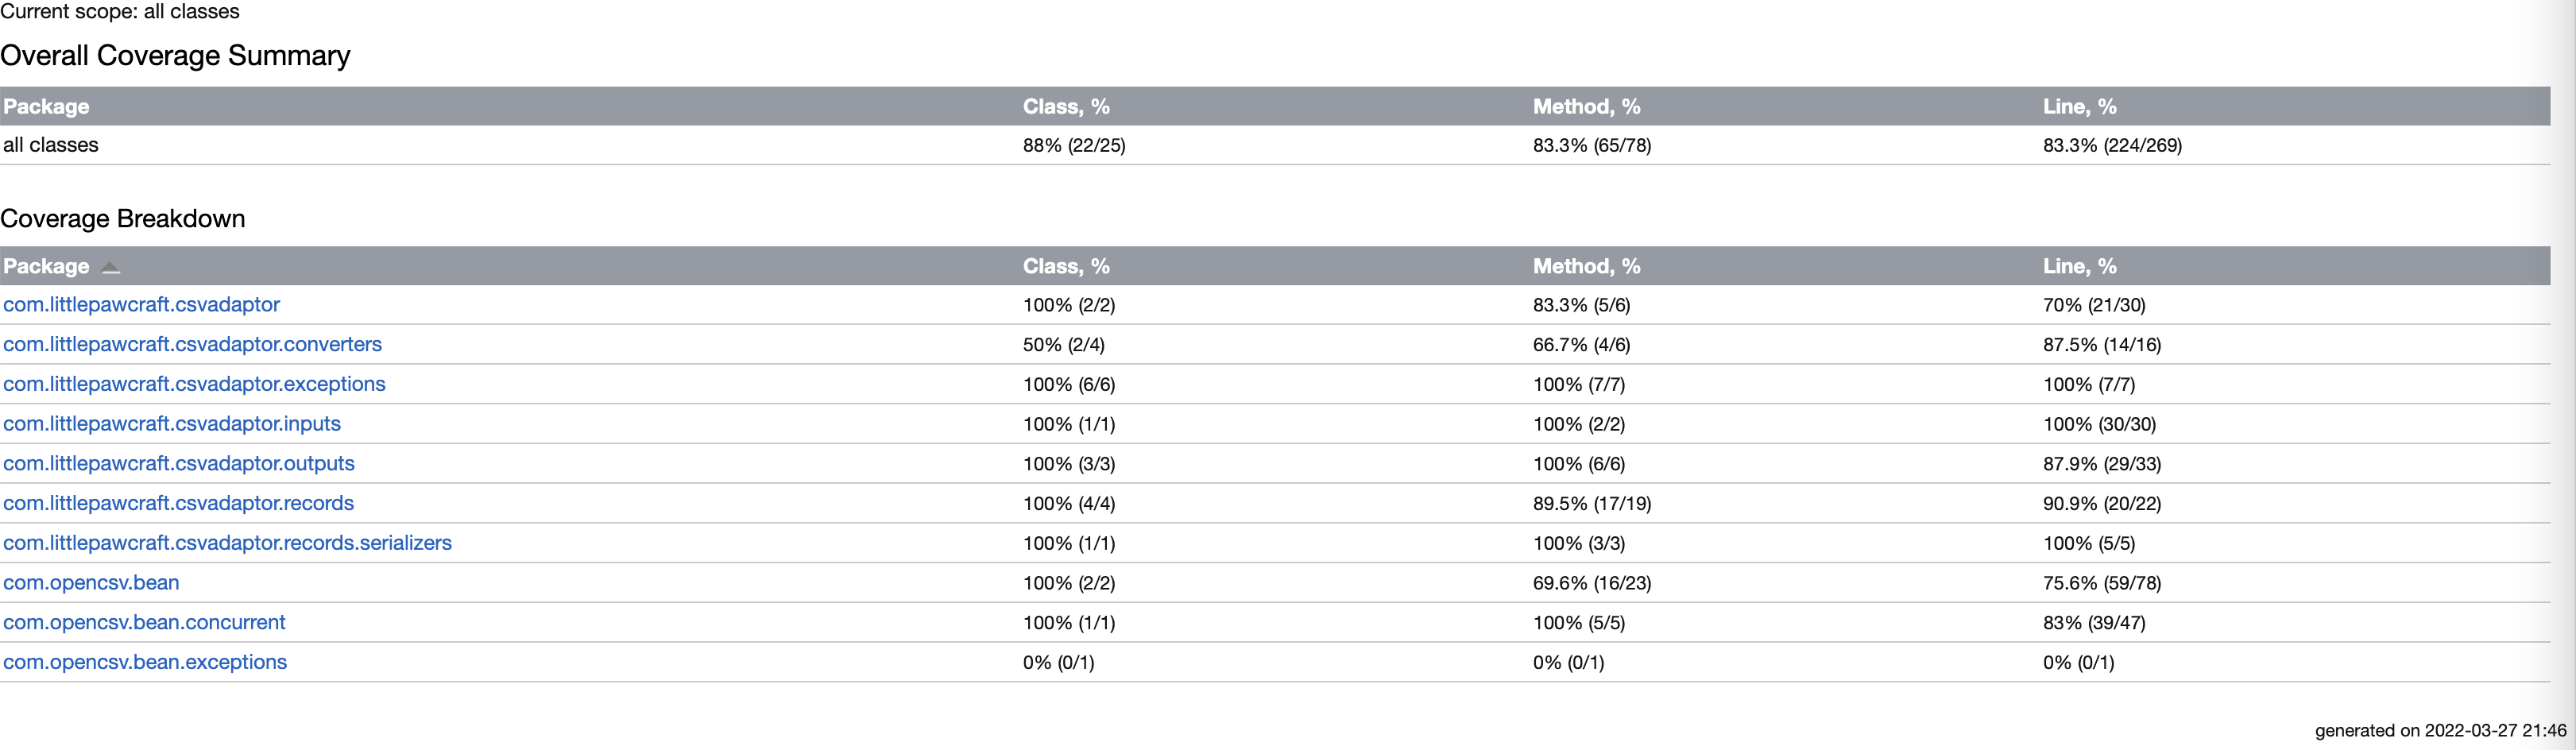 Current scope: all classes
Overall Coverage Summary
Package Class, % Method, % Line, %
all classes 88% (22/25) 83.3% (65/78) 83.3% (224/269)
Coverage Breakdown
Package Class, % Method, % Line, %
com.littlepawcraft.csvadaptor 100% (2/2) 83.3% (5/6) 70% (21/30)
com.littlepawcraft.csvadaptor.converters 50% (2/4) 66.7% (4/6) 87.5% (14/16)
com.littlepawcraft.csvadaptor.exceptions 100% (6/6) 100% (7/7) 100% (7/7)
com.littlepawcraft.csvadaptor.inputs 100% (1/1) 100% (2/2) 100% (30/30)
com.littlepawcraft.csvadaptor.outputs 100% (3/3) 100% (6/6) 87.9% (29/33)
com.littlepawcraft.csvadaptor.records 100% (4/4) 89.5% (17/19) 90.9% (20/22)
com.littlepawcraft.csvadaptor.records.serializers 100% (1/1) 100% (3/3) 100% (5/5)
com.opencsv.bean 100% (2/2) 69.6% (16/23) 75.6% (59/78)
com.opencsv.bean.concurrent 100% (1/1) 100% (5/5) 83% (39/47)
com.opencsv.bean.exceptions 0% (0/1) 0% (0/1) 0% (0/1)
generated on 2022-03-27 21:46